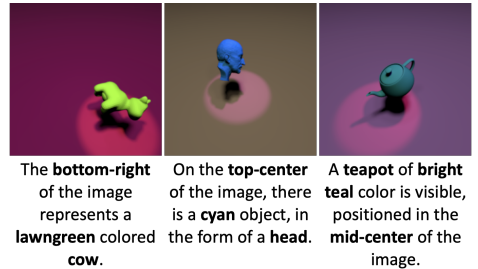 The bottom-right
of the image
represents a
lawngreen colored
cow.
On the top-center
of the image, there
is a cyan object, in
the form of a head.
A teapot of bright
teal color is visible,
positioned in the
mid-center of the
image.